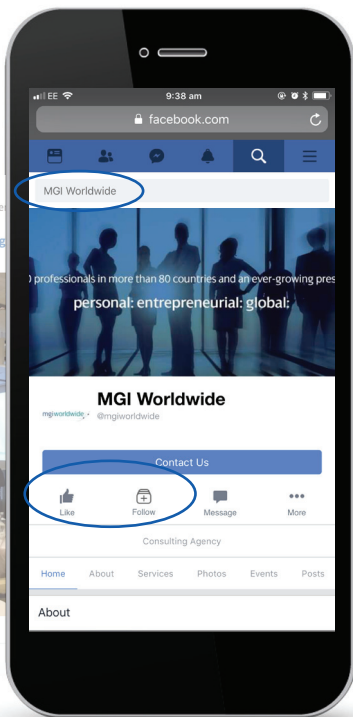 EE 9:38 am
facebook.com
MGI Worldwide
professionals in more than 80 countries and an ever-growing pres
personal: entrepreneurial: global:
MGI Worldwide
mgiworldwide @mgiworldwide
Contact Us
Like Follow Message More
Consulting Agency
Home About Services Photos Events Posts
About